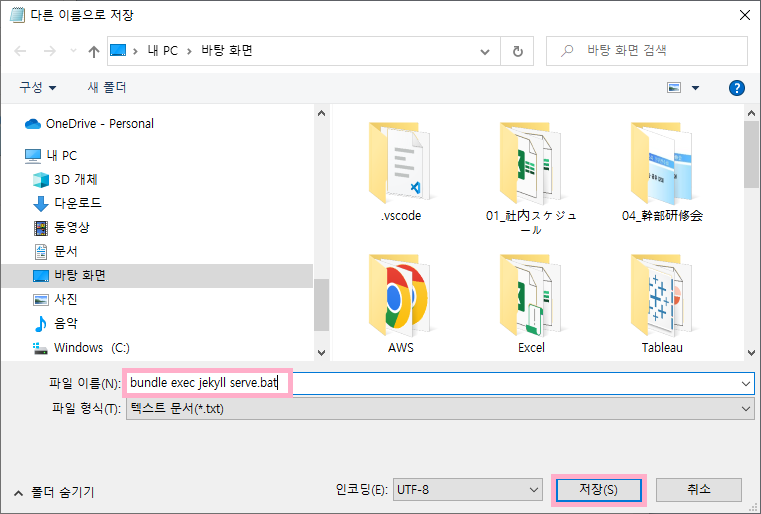 다른 이름으로 저장
내 PC
바탕 화면
바탕 화면 검색
구성
새 폴더
OneDrive - Personal
내 PC
3D 개체
다운로드
동영상
문서
바탕 화면
사진
음악
Windows (C:)
.vscode
01_社内スケジュ
ール
04_幹部研修会
AWS
Excel
Tableau
파일 이름(N):
bundle exec jekyll serve.bat
파일 형식(T):
텍스트 문서(*.txt)
폴더 숨기기
인코딩(E):
UTF-8
저장(S)
취소